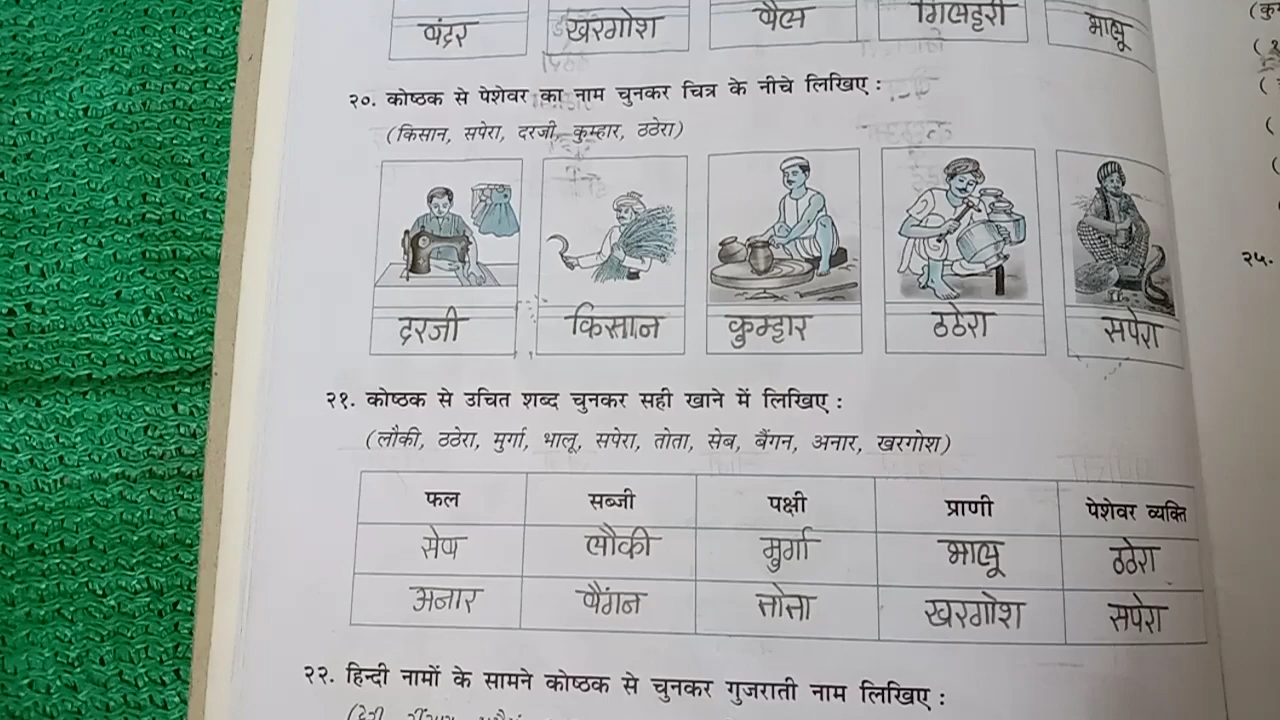 बंदर खरगोश बैल गिलहरी भालू
२०. कोष्ठक से पेशेवर का नाम चुनकर चित्र के नीचे लिखिए :
(किसान, सपेरा, दरजी, कुम्हार, ठठेरा)
दरजी किसान कुम्हार ठठेरा सपेरा
२१. कोष्ठक से उचित शब्द चुनकर सही खाने में लिखिए :
(लौकी, ठठेरा, मुर्गा, भालू, सपेरा, तोता, सेब, बैंगन, अनार, खरगोश)
फल सब्जी पक्षी प्राणी पेशेवर व्यक्ति
सेब लौकी मुर्गा भालू ठठेरा
अनार बैंगन तोता खरगोश सपेरा
२२. हिन्दी नामों के सामने कोष्ठक से चुनकर गुजराती नाम लिखिए :
२५.